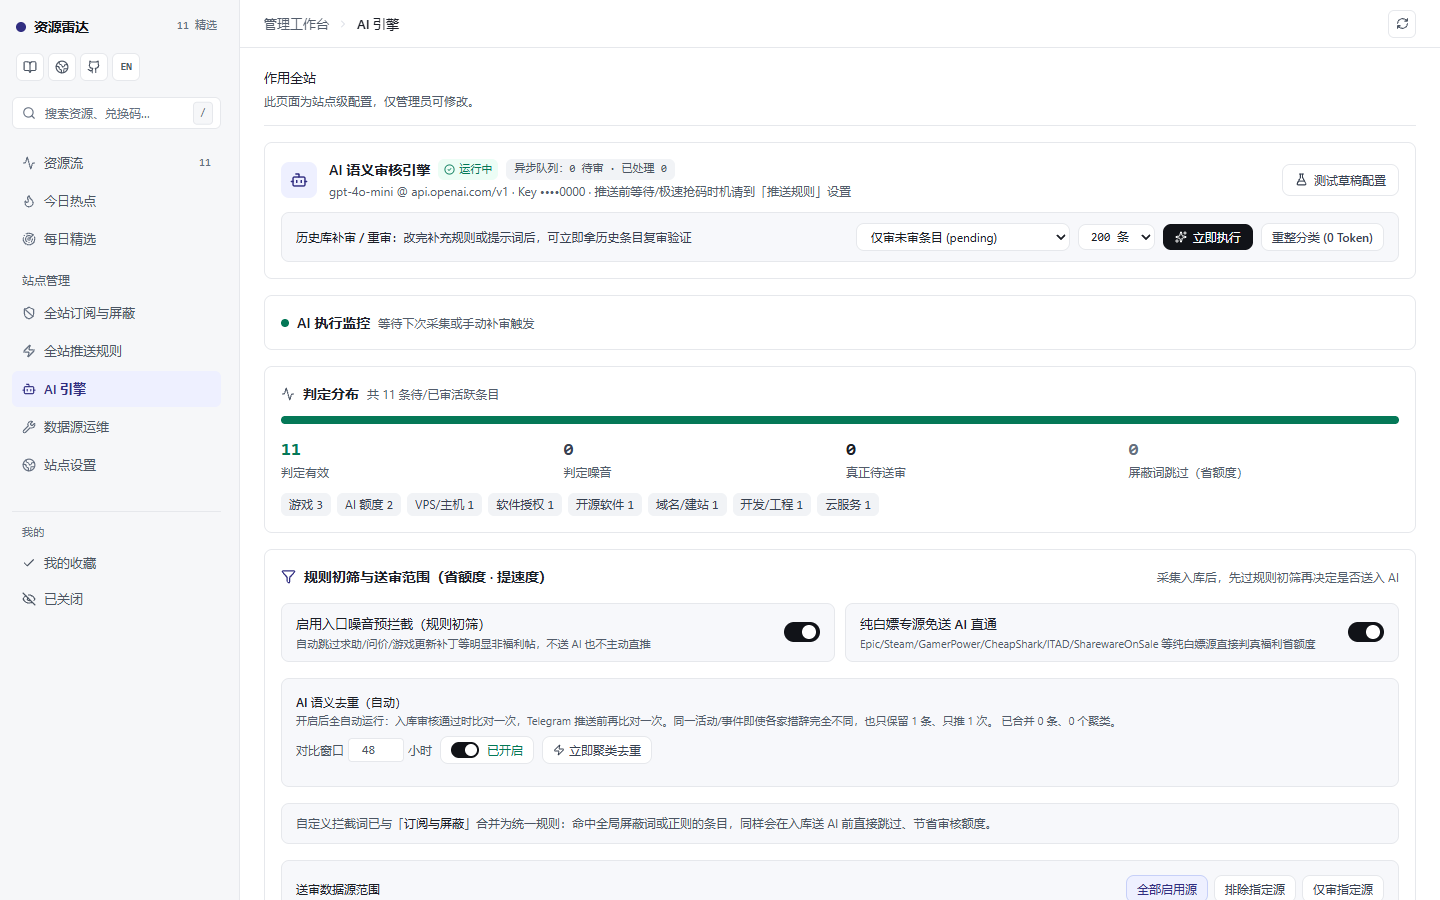 资源雷达
11 精选
EN
搜索资源、兑换码...
/
资源流
11
今日热点
每日精选
站点管理
全站订阅与屏蔽
全站推送规则
AI 引擎
数据源运维
站点设置
我的
我的收藏
已关闭
管理工作台
AI 引擎
作用全站
此页面为站点级配置，仅管理员可修改。
AI 语义审核引擎
运行中
异步队列：0 待审 · 已处理 0
gpt-4o-mini @ api.openai.com/v1 · Key ••••0000 · 推送前等待/极速抢码时机请到「推送规则」设置
测试草稿配置
历史库补审 / 重审：改完补充规则或提示词后，可立即拿历史条目复审验证
仅审未审条目 (pending)
200 条
立即执行
重整分类 (0 Token)
AI 执行监控
等待下次采集或手动补审触发
判定分布
共 11 条待/已审活跃条目
11
判定有效
0
判定噪音
0
真正待送审
0
屏蔽词跳过（省额度）
游戏 3
AI 额度 2
VPS/主机 1
软件授权 1
开源软件 1
域名/建站 1
开发/工程 1
云服务 1
规则初筛与送审范围（省额度 · 提速度）
采集入库后，先过规则初筛再决定是否送入 AI
启用入口噪音预拦截（规则初筛）
自动跳过求助/问价/游戏更新补丁等明显非福利帖，不送 AI 也不主动直推
纯白嫖专源免送 AI 直通
Epic/Steam/GamerPower/CheapShark/ITAD/SharewareOnSale 等纯白嫖源直接判真福利省额度
AI 语义去重（自动）
开启后全自动运行：入库审核通过时比对一次，Telegram 推送前再比对一次。同一活动/事件即使各家措辞完全不同，也只保留 1 条、只推 1 次。 已合并 0 条、0 个聚类。
对比窗口
48
小时
已开启
立即聚类去重
自定义拦截词已与「订阅与屏蔽」合并为统一规则：命中全局屏蔽词或正则的条目，同样会在入库送 AI 前直接跳过、节省审核额度。
送审数据源范围
全部启用源
排除指定源
仅审指定源